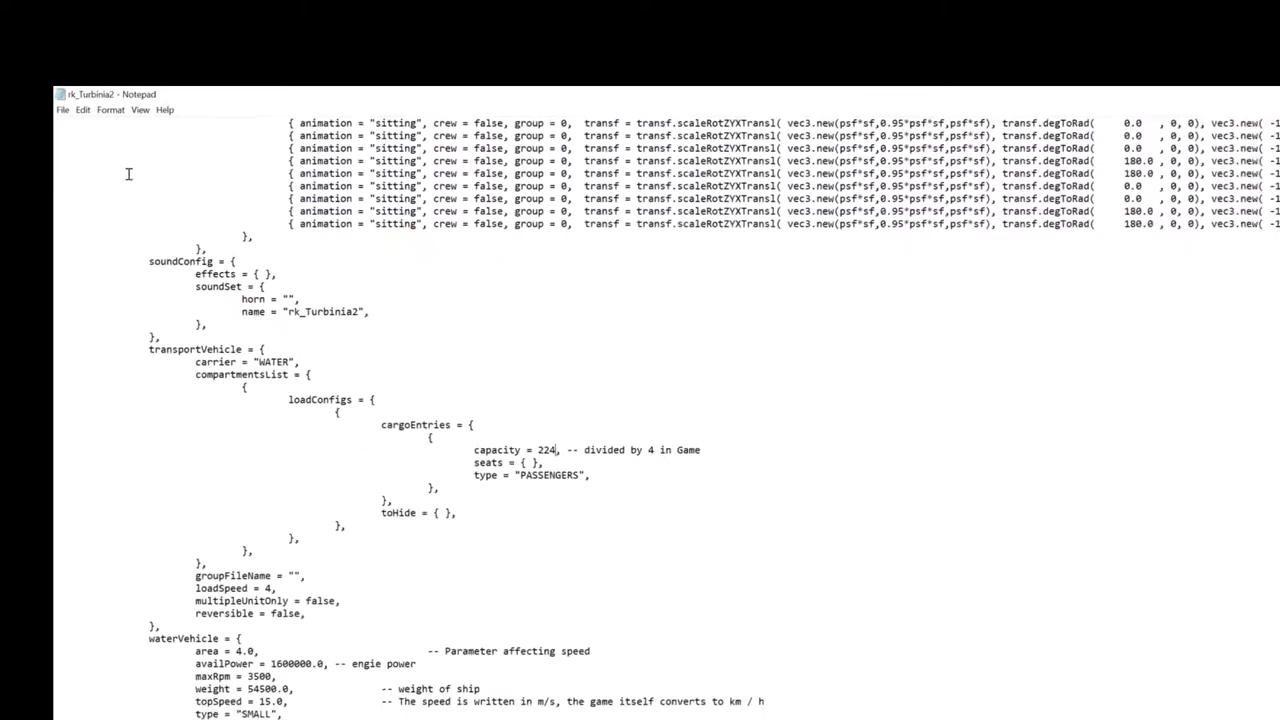 rk_Turbinia2 - Notepad
File Edit Format View Help
{ animation = "sitting", crew = false, group = 0, transf = transf.scaleRotZYXTransl( vec3.new(psf*sf,0.95*psf*sf,psf*sf), transf.degToRad( 0.0 , 0, 0), vec3.new( -1
{ animation = "sitting", crew = false, group = 0, transf = transf.scaleRotZYXTransl( vec3.new(psf*sf,0.95*psf*sf,psf*sf), transf.degToRad( 0.0 , 0, 0), vec3.new( -1
{ animation = "sitting", crew = false, group = 0, transf = transf.scaleRotZYXTransl( vec3.new(psf*sf,0.95*psf*sf,psf*sf), transf.degToRad( 0.0 , 0, 0), vec3.new( -1
{ animation = "sitting", crew = false, group = 0, transf = transf.scaleRotZYXTransl( vec3.new(psf*sf,0.95*psf*sf,psf*sf), transf.degToRad( 180.0 , 0, 0), vec3.new( -1
{ animation = "sitting", crew = false, group = 0, transf = transf.scaleRotZYXTransl( vec3.new(psf*sf,0.95*psf*sf,psf*sf), transf.degToRad( 180.0 , 0, 0), vec3.new( -1
{ animation = "sitting", crew = false, group = 0, transf = transf.scaleRotZYXTransl( vec3.new(psf*sf,0.95*psf*sf,psf*sf), transf.degToRad( 0.0 , 0, 0), vec3.new( -1
{ animation = "sitting", crew = false, group = 0, transf = transf.scaleRotZYXTransl( vec3.new(psf*sf,0.95*psf*sf,psf*sf), transf.degToRad( 0.0 , 0, 0), vec3.new( -1
{ animation = "sitting", crew = false, group = 0, transf = transf.scaleRotZYXTransl( vec3.new(psf*sf,0.95*psf*sf,psf*sf), transf.degToRad( 180.0 , 0, 0), vec3.new( -1
{ animation = "sitting", crew = false, group = 0, transf = transf.scaleRotZYXTransl( vec3.new(psf*sf,0.95*psf*sf,psf*sf), transf.degToRad( 180.0 , 0, 0), vec3.new( -1
},
},
soundConfig = {
effects = { },
soundSet = {
horn = "",
name = "rk_Turbinia2",
},
},
transportVehicle = {
carrier = "WATER",
compartmentsList = {
{
loadConfigs = {
{
cargoEntries = {
{
capacity = 224, -- divided by 4 in Game
seats = { },
type = "PASSENGERS",
},
},
toHide = { },
},
},
},
},
groupFileName = "",
loadSpeed = 4,
multipleUnitOnly = false,
reversible = false,
},
waterVehicle = {
area = 4.0, -- Parameter affecting speed
availPower = 1600000.0, -- engie power
maxRpm = 3500,
weight = 54500.0, -- weight of ship
topSpeed = 15.0, -- The speed is written in m/s, the game itself converts to km / h
type = "SMALL",